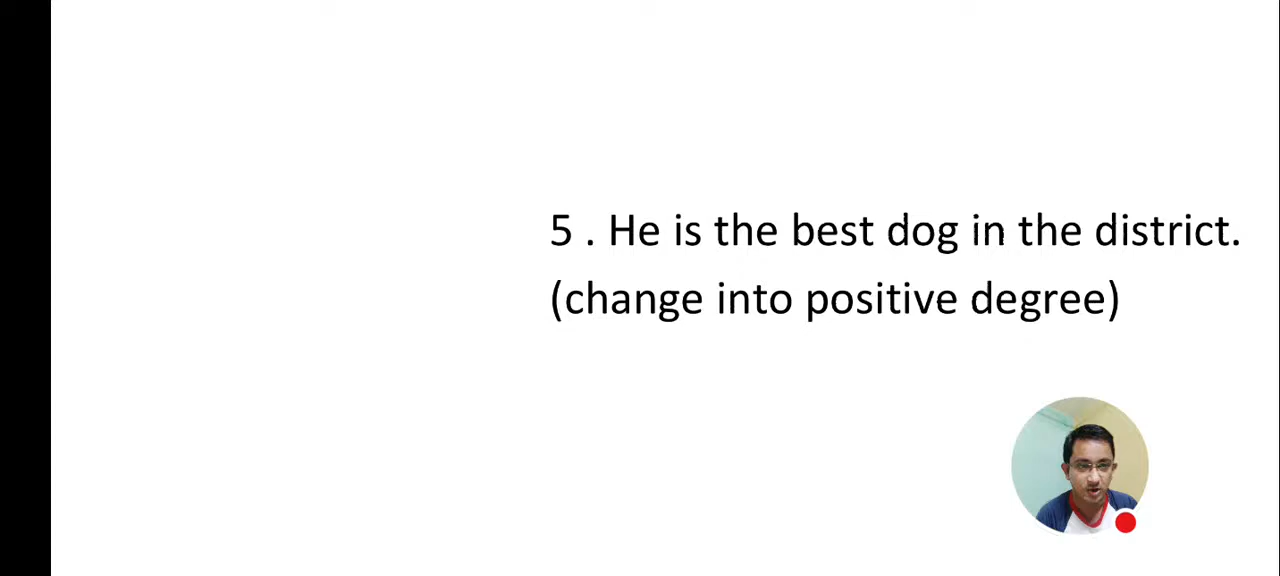 5 . He is the best dog in the district.
(change into positive degree)